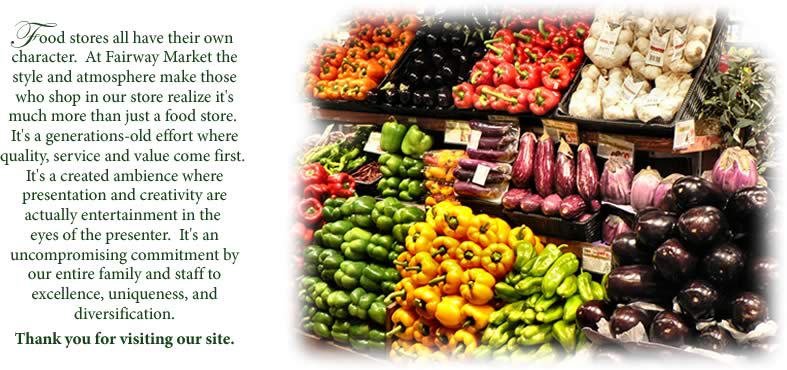 Food stores all have their own
character.  At Fairway Market the
style and atmosphere make those
who shop in our store realize it's
much more than just a food store.
It's a generations-old effort where
quality, service and value come first.
It's a created ambience where
presentation and creativity are
actually entertainment in the
eyes of the presenter.  It's an
uncompromising commitment by
our entire family and staff to
excellence, uniqueness, and
diversification.
Thank you for visiting our site.